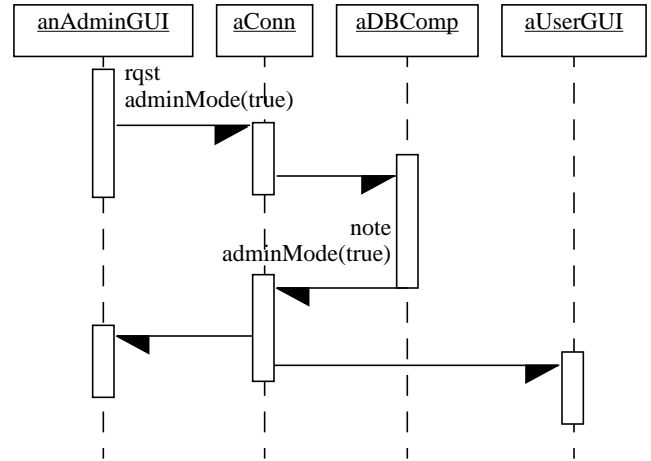 anAdminGUI
aConn
aDBComp
aUserGUI
rqst
adminMode(true)
note
adminMode(true)